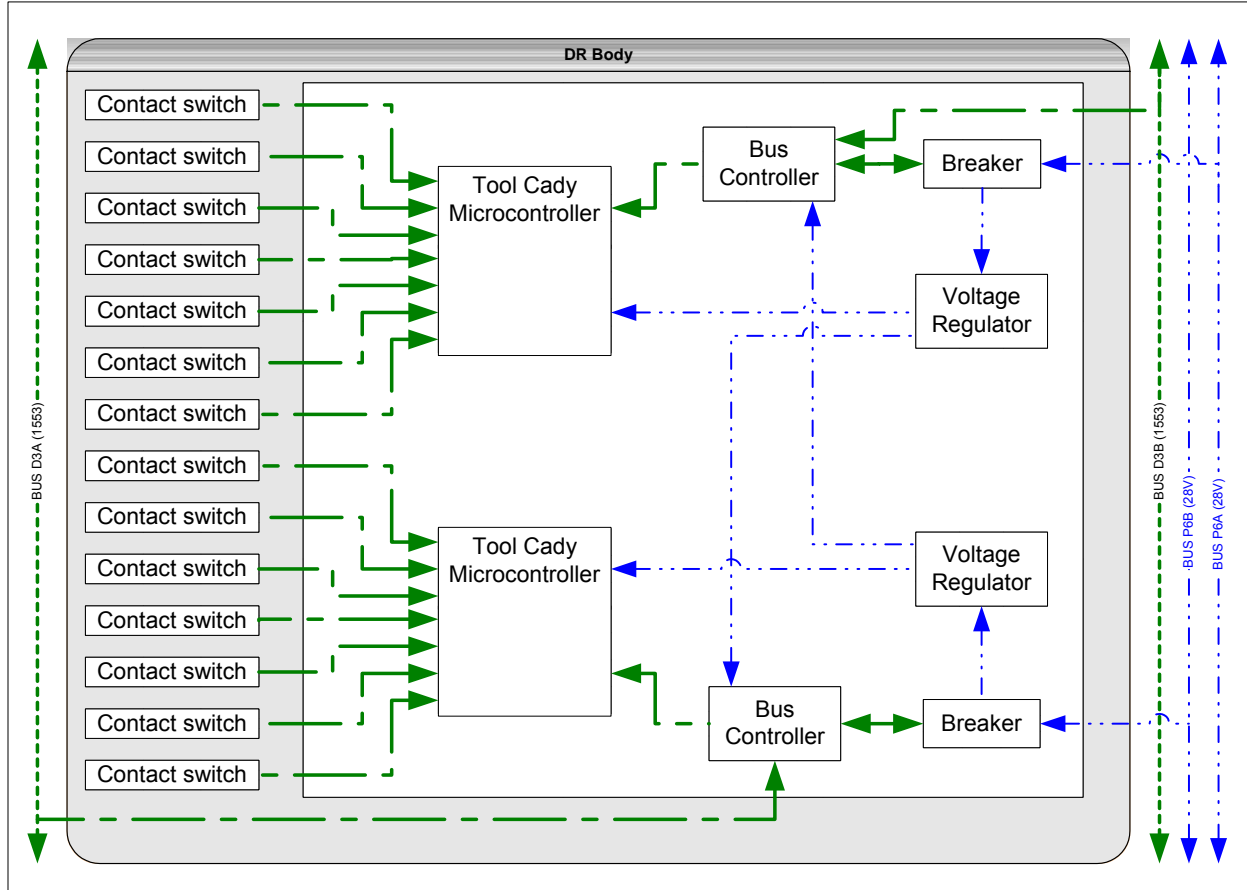 DR Body
Contact switch
Contact switch
Contact switch
Contact switch
Contact switch
Contact switch
Contact switch
Contact switch
Contact switch
Contact switch
Contact switch
Contact switch
Contact switch
Contact switch
Tool Cady
Microcontroller
Bus
Controller
Breaker
Voltage
Regulator
Tool Cady
Microcontroller
Voltage
Regulator
Bus
Controller
Breaker
BUS D3A (1553)
BUS D3B (1553)
BUS P6B (28V)
BUS P6A (28V)